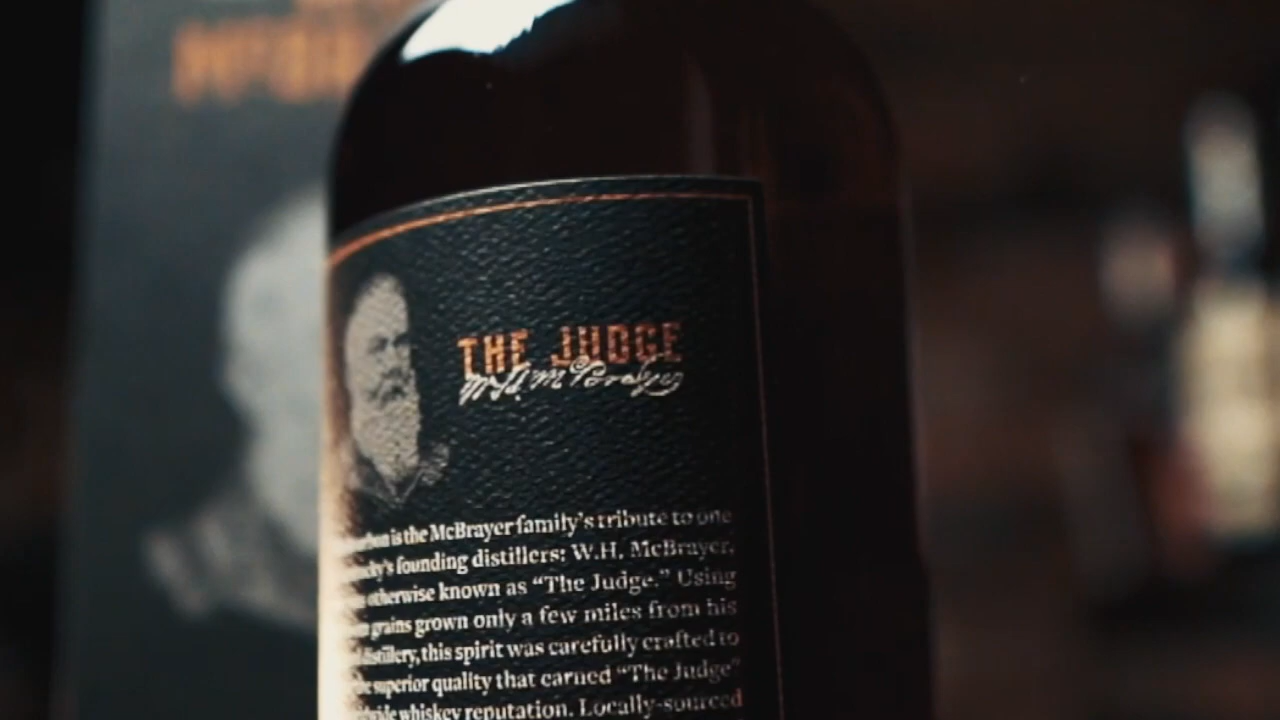 THE JUDGE
W.H. McBrayer
is the McBrayer family's tribute to one
founding distillers: W.H. McBrayer,
otherwise known as “The Judge.” Using
grains grown only a few miles from his
distillery, this spirit was carefully crafted to
superior quality that earned “The Judge”
whiskey reputation. Locally-sourced